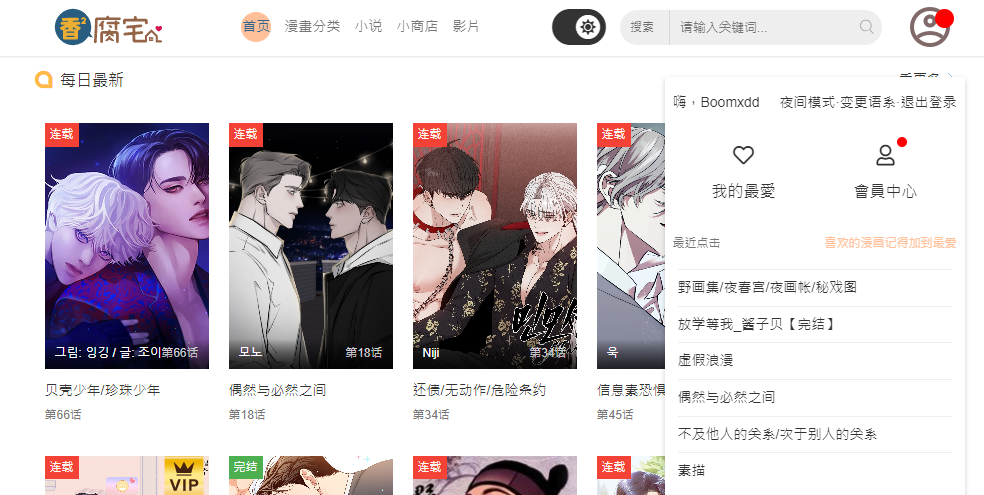 香² 腐宅
首页 漫畫分类 小说 小商店 影片
搜索 请输入关键词...
每日最新
嗨,Boomxdd 夜间模式·变更语系·退出登录
我的最愛 會員中心
最近点击 喜欢的漫画记得加到最爱
野画集/夜春宫/夜画帐/秘戏图
放学等我_酱子贝【完结】
虚假浪漫
偶然与必然之间
不及他人的关系/次于别人的关系
素描
连载 连载 连载 连载
그림: 잉깅 / 글: 조이 第66话
모노 第18话
Niji 第34话
욱
贝壳少年/珍珠少年
第66话
偶然与必然之间
第18话
还债/无动作/危险条约
第34话
信息素恐惧
第45话
连载 VIP 完结 连载 连载